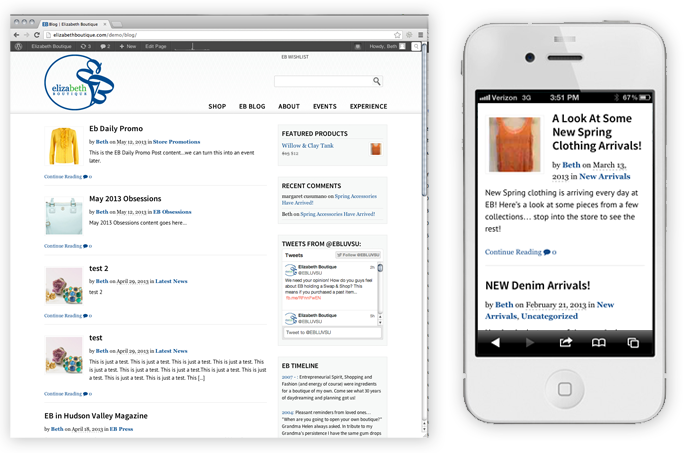 Blog | Elizabeth Boutique
elizabethboutique.com/demo/blog/
Elizabeth Boutique 3 2 + New Edit Page Howdy, Beth
elizabeth
BOUTIQUE
EB WISHLIST
SHOP EB BLOG ABOUT EVENTS EXPERIENCE
Eb Daily Promo
by Beth on May 12, 2013 in Store Promotions
This is the EB Daily Promo Post content...we can turn this into an event
later.
Continue Reading 0
May 2013 Obsessions
by Beth on May 12, 2013 in EB Obsessions
May 2013 Obsessions content goes here...
Continue Reading 0
test 2
by Beth on April 29, 2013 in Latest News
test 2
Continue Reading 0
test
by Beth on April 29, 2013 in Latest News
This is just a test. This is just a test. This is just a test. This is just a test. This
is just a test. This is just a test. This is just a test.This is just a test. This is
just a test. This is just a test. This [...]
Continue Reading 0
EB in Hudson Valley Magazine
by Beth on April 18, 2013 in EB Press
FEATURED PRODUCTS
Willow & Clay Tank
RECENT COMMENTS
margaret cusumano on Spring Accessories
Have Arrived!
Beth on Spring Accessories Have Arrived!
TWEETS FROM @EBLUVSU:
Tweets Follow @EBLUVSU
Elizabeth Boutique
@EBLUVSU
We need your opinion! How do you guys feel
about EB holding a Swap & Shop? This
means if you purchased a past item...
Elizabeth Boutique
@EBLUVSU
Tweet to @EBLUVSU
EB TIMELINE
2007 - : Entrepreneurial Spirit, Shopping and
Fashion (and energy of course) were ingredients
for a boutique of my own. Come see what 30 years
of daydreaming and planning got us!
2004: Pleasant reminders from loved ones...
"When are you going to open your own boutique?"
Grandma Helen always asked. In tribute to my
Grandma's persistence I have the same gum drops
Verizon 3G 3:51 PM 67%
A Look At Some
New Spring
Clothing Arrivals!
by Beth on March 13,
2013 in New Arrivals
New Spring clothing is arriving every day at
EB! Here's a look at some pieces from a few
collections... stop into the store to see the
rest!
Continue Reading 0
NEW Denim Arrivals!
by Beth on February 21, 2013 in New
Arrivals, Uncategorized